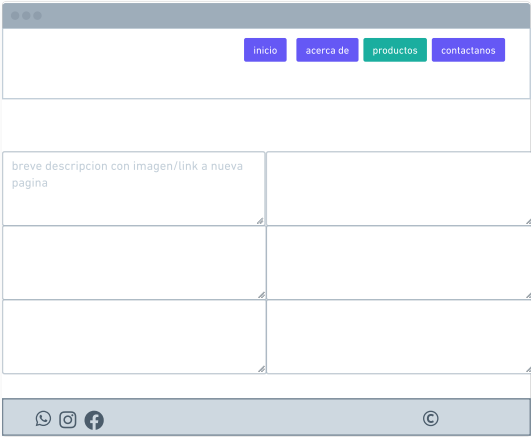 inicio acerca de productos contactanos
breve descripcion con imagen/link a nueva
pagina
©